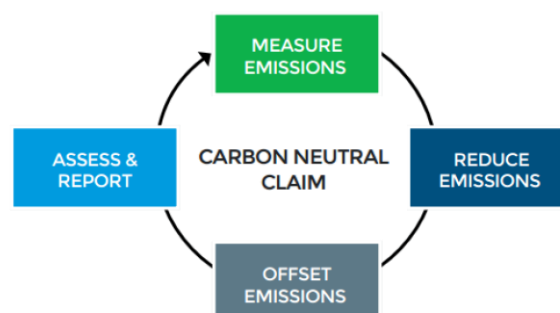 MEASURE
EMISSIONS
ASSESS &
REPORT
CARBON NEUTRAL
CLAIM
REDUCE
EMISSIONS
OFFSET
EMISSIONS